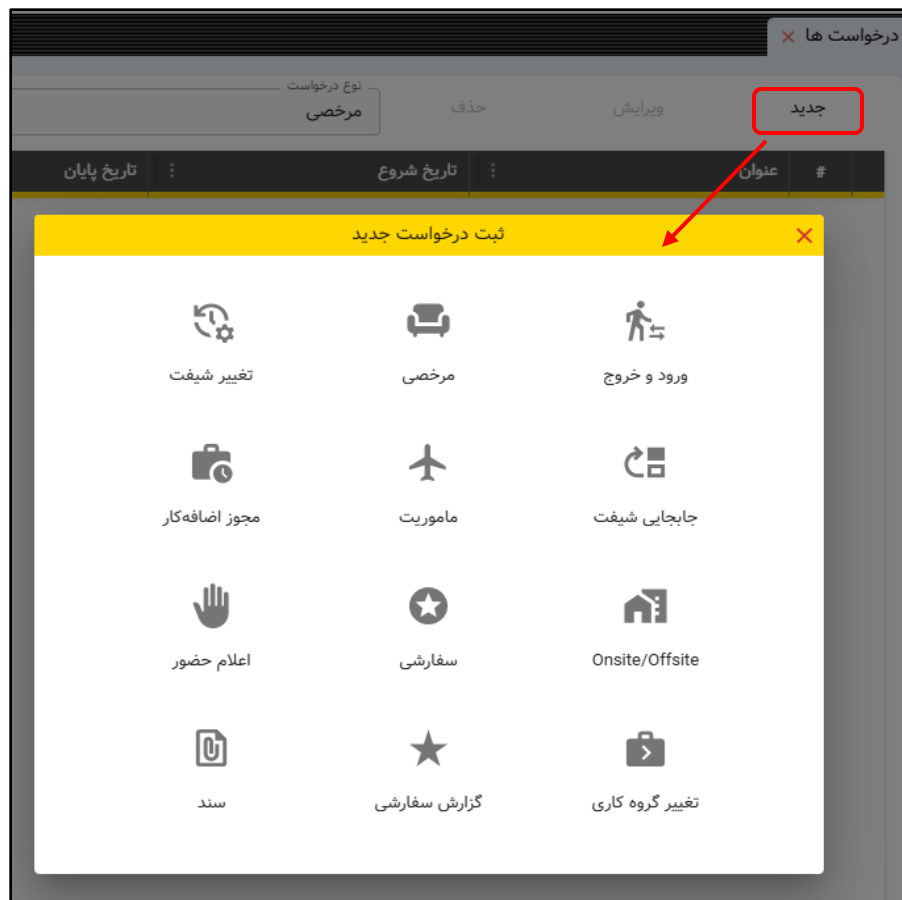 درخواست ها
جدید ویرایش حذف نوع درخواست
مرخصی
# عنوان تاریخ شروع تاریخ پایان
ثبت درخواست جدید
ورود و خروج مرخصی تغییر شیفت
جابجایی شیفت ماموریت مجوز اضافه‌کار
Onsite/Offsite سفارشی اعلام حضور
تغییر گروه کاری گزارش سفارشی سند